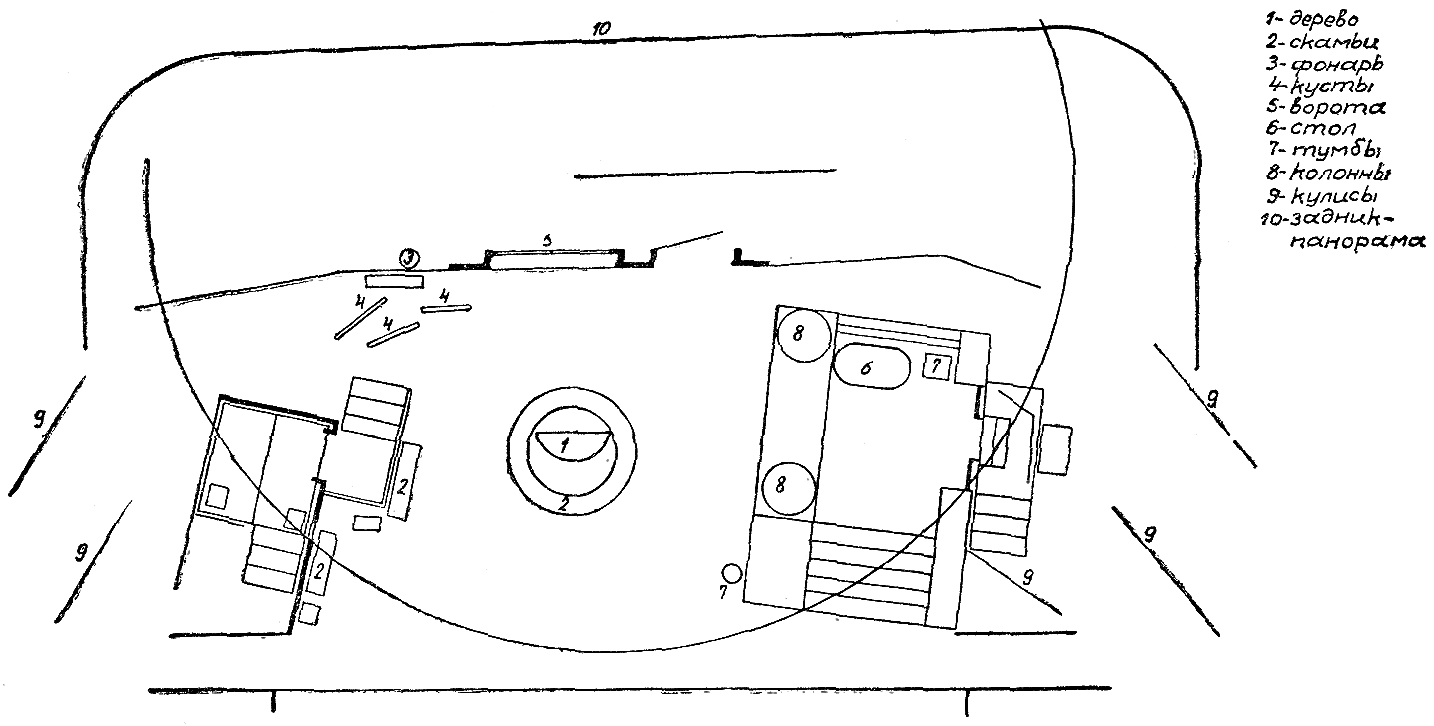 10
1- дерево
2- скамьи
3- фонарь
4- кусты
5- ворота
6- стол
7- тумбы
8- колонны
9- кулисы
10- задник-
панорама
5
3
4
4
4
8
6
7
9
9
1
2
2
8
9
9
2
7
9